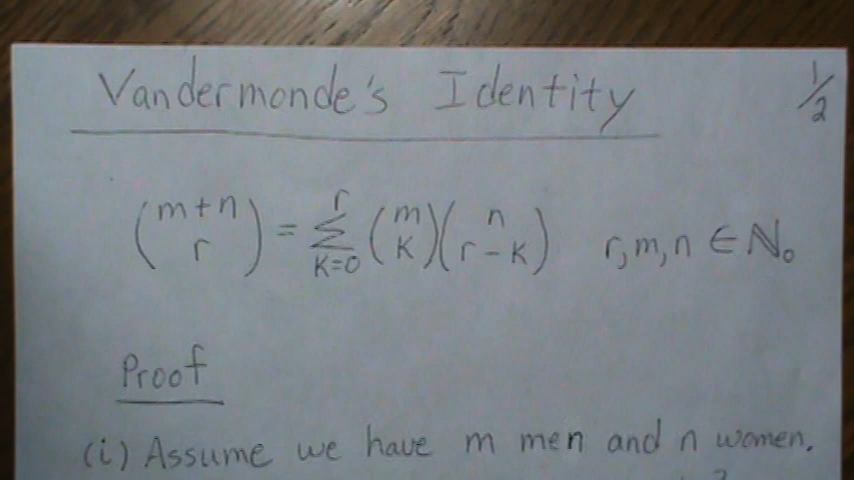 Vandermonde's Identity 1/2
(m+n r) = Σ_{k=0}^{r} (m k)(n r-k) r,m,n ∈ ℕ₀
Proof
(i) Assume we have m men and n women.